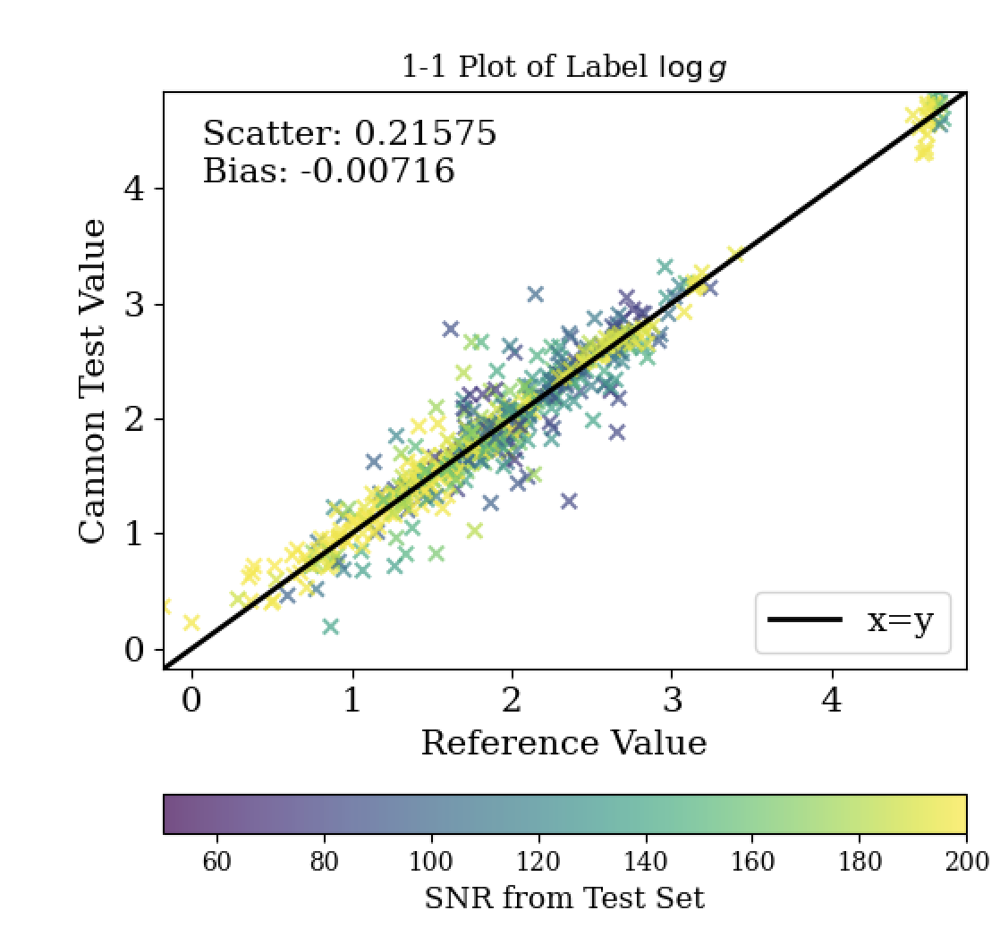 1-1 Plot of Label log g
Scatter: 0.21575
Bias: -0.00716
Cannon Test Value
4
3
2
1
0
x=y
0 1 2 3 4
Reference Value
60 80 100 120 140 160 180 200
SNR from Test Set